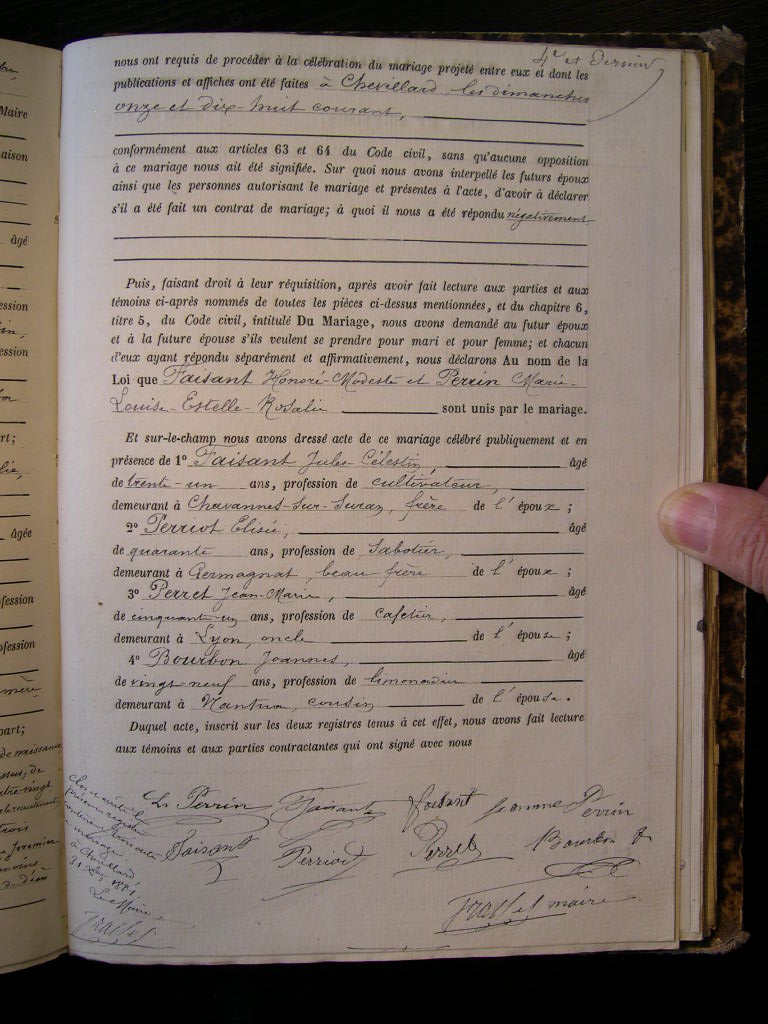 4e et Dernier
nous ont requis de procéder à la célébration du mariage projeté entre eux et dont les
publications et affiches ont été faites à Chevillard, les dimanches
onze et dix-huit courant,
conformément aux articles 63 et 64 du Code civil, sans qu'aucune opposition
à ce mariage nous ait été signifiée. Sur quoi nous avons interpellé les futurs époux
ainsi que les personnes autorisant le mariage et présentes à l'acte, d'avoir à déclarer
s'il a été fait un contrat de mariage; à quoi il nous a été répondu négativement
Puis, faisant droit à leur réquisition, après avoir fait lecture aux parties et aux
témoins ci-après nommés de toutes les pièces ci-dessus mentionnées, et du chapitre 6,
titre 5, du Code civil, intitulé Du Mariage, nous avons demandé au futur époux
et à la future épouse s'ils veulent se prendre pour mari et pour femme; et chacun
d'eux ayant répondu séparément et affirmativement, nous déclarons Au nom de la
Loi que Faisant Honoré-Modeste et Perrin Marie-
Louise-Estelle-Rosalie sont unis par le mariage.
Et sur-le-champ nous avons dressé acte de ce mariage célébré publiquement et en
présence de 1° Faisant Jules Célestin, âgé
de trente-un ans, profession de cultivateur,
demeurant à Chavannes-sur-Suran, frère de l'époux;
2° Perriot Elisée, âgé
de quarante ans, profession de Sabotier,
demeurant à Germagnat, beau-frère de l'époux;
3° Perret Jean-Marie, âgé
de cinquante-un ans, profession de cafetier,
demeurant à Lyon, oncle de l'épouse;
4° Bourbon Joannes, âgé
de vingt-neuf ans, profession de limonadier
demeurant à Nantua, cousin de l'épouse.
Duquel acte, inscrit sur les deux registres tenus à cet effet, nous avons fait lecture
aux témoins et aux parties contractantes qui ont signé avec nous
Perrin Faisant Faisant femme Perrin
Faisant Perriot Perret Bourbon
maire
Maire
âgé
âgée